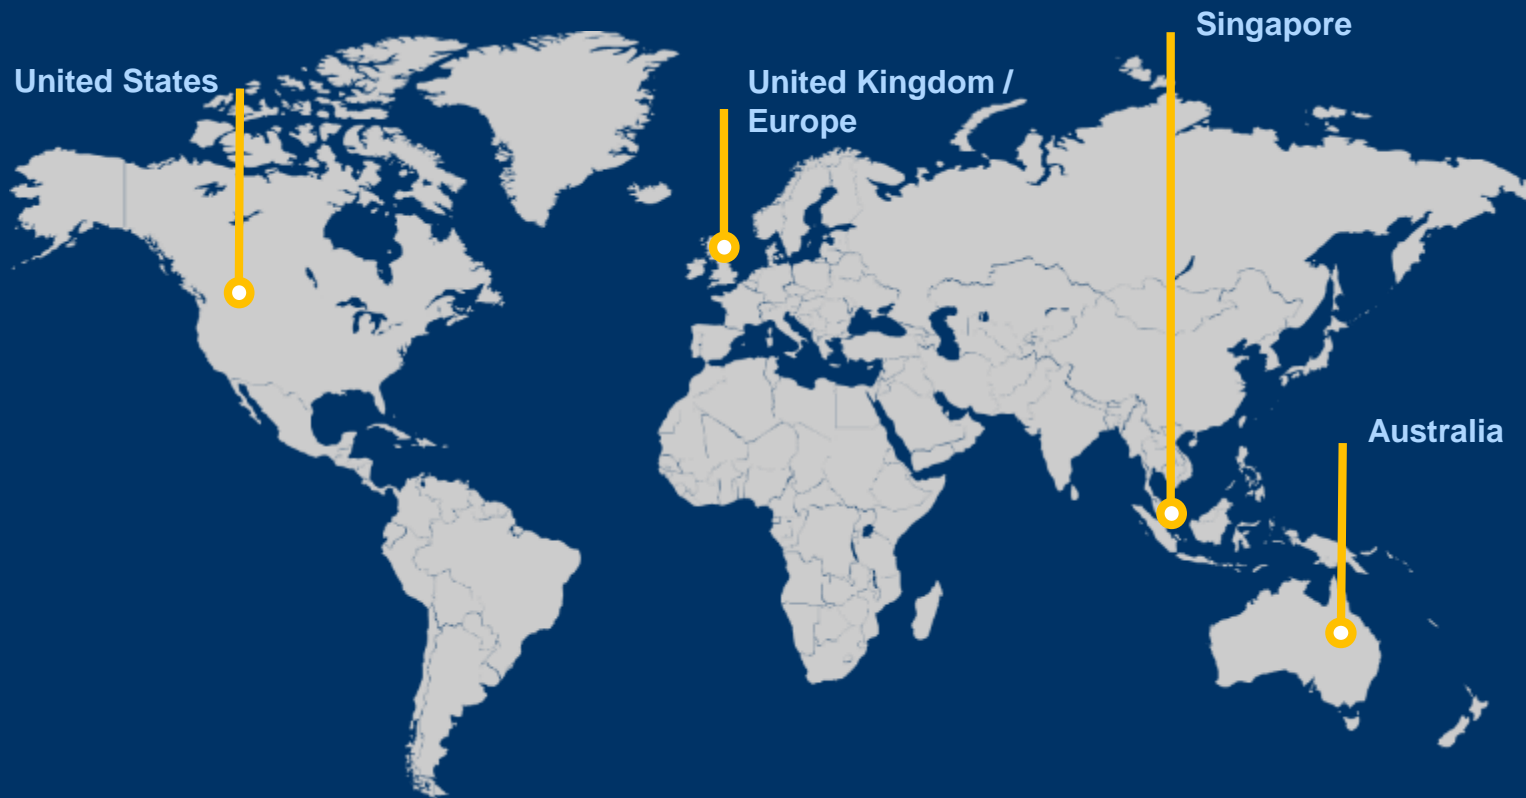 Singapore
United States
United Kingdom /
Europe
Australia